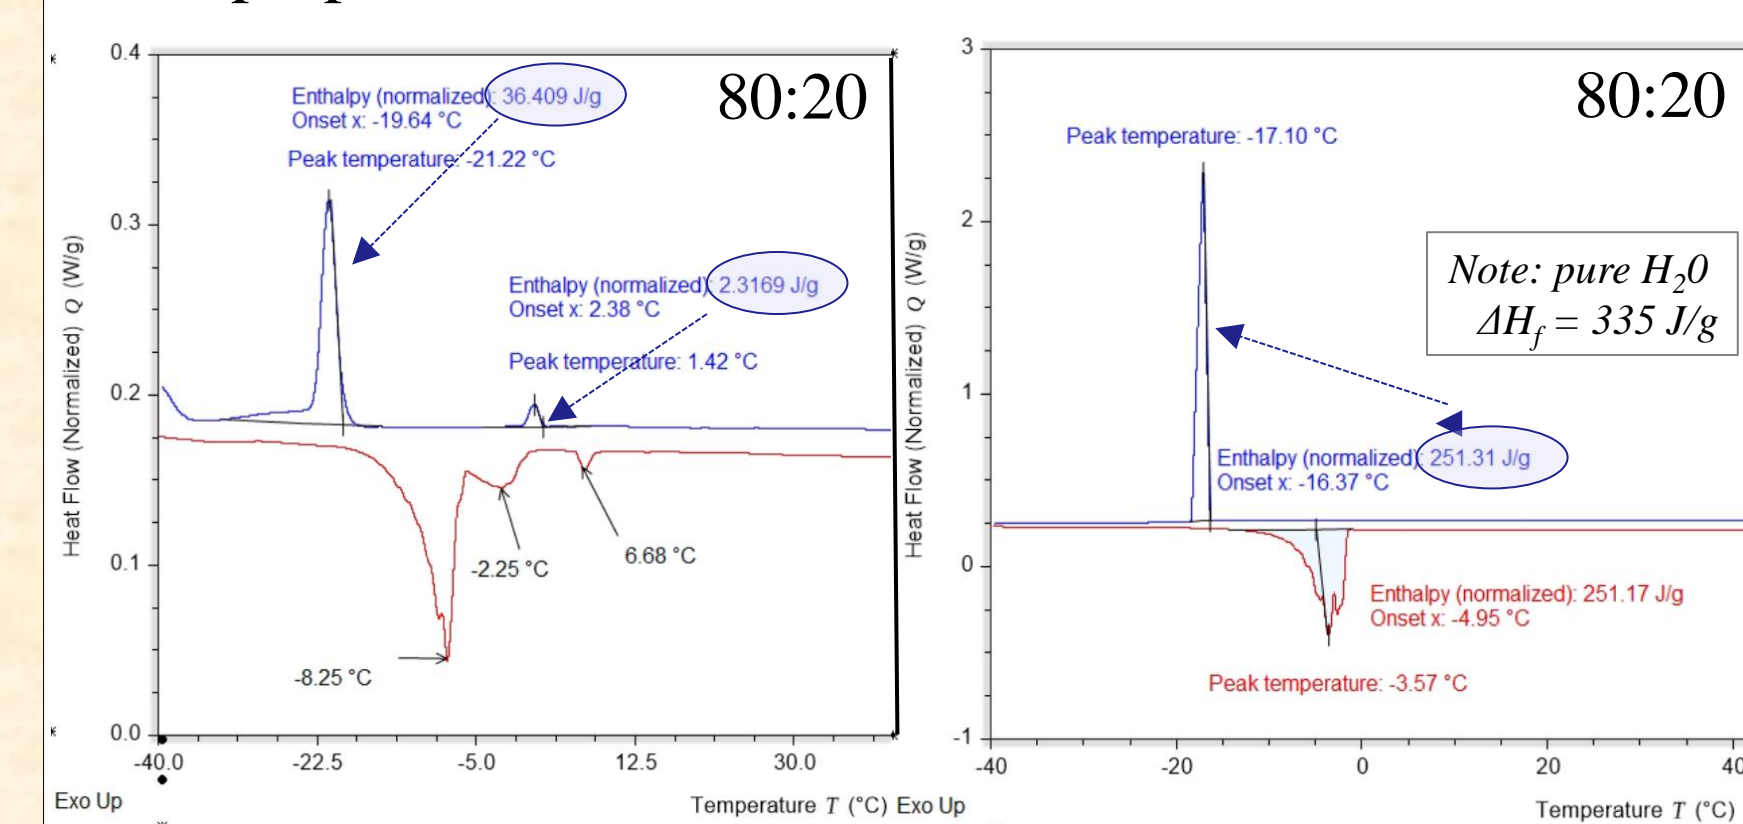 0.4
0.3
0.2
0.1
0.0
Heat Flow (Normalized) Q (W/g)
80:20
Enthalpy (normalized): 36.409 J/g
Onset x: -19.64 °C
Peak temperature: -21.22 °C
Enthalpy (normalized): 2.3169 J/g
Onset x: 2.38 °C
Peak temperature: 1.42 °C
-2.25 °C
6.68 °C
-8.25 °C
-40.0 -22.5 -5.0 12.5 30.0
Exo Up
Temperature T (°C)
3
2
1
0
-1
Heat Flow (Normalized) Q (W/g)
80:20
Peak temperature: -17.10 °C
Note: pure H₂0
ΔHf = 335 J/g
Enthalpy (normalized): 251.31 J/g
Onset x: -16.37 °C
Enthalpy (normalized): 251.17 J/g
Onset x: -4.95 °C
Peak temperature: -3.57 °C
-40 -20 0 20 40
Exo Up
Temperature T (°C)